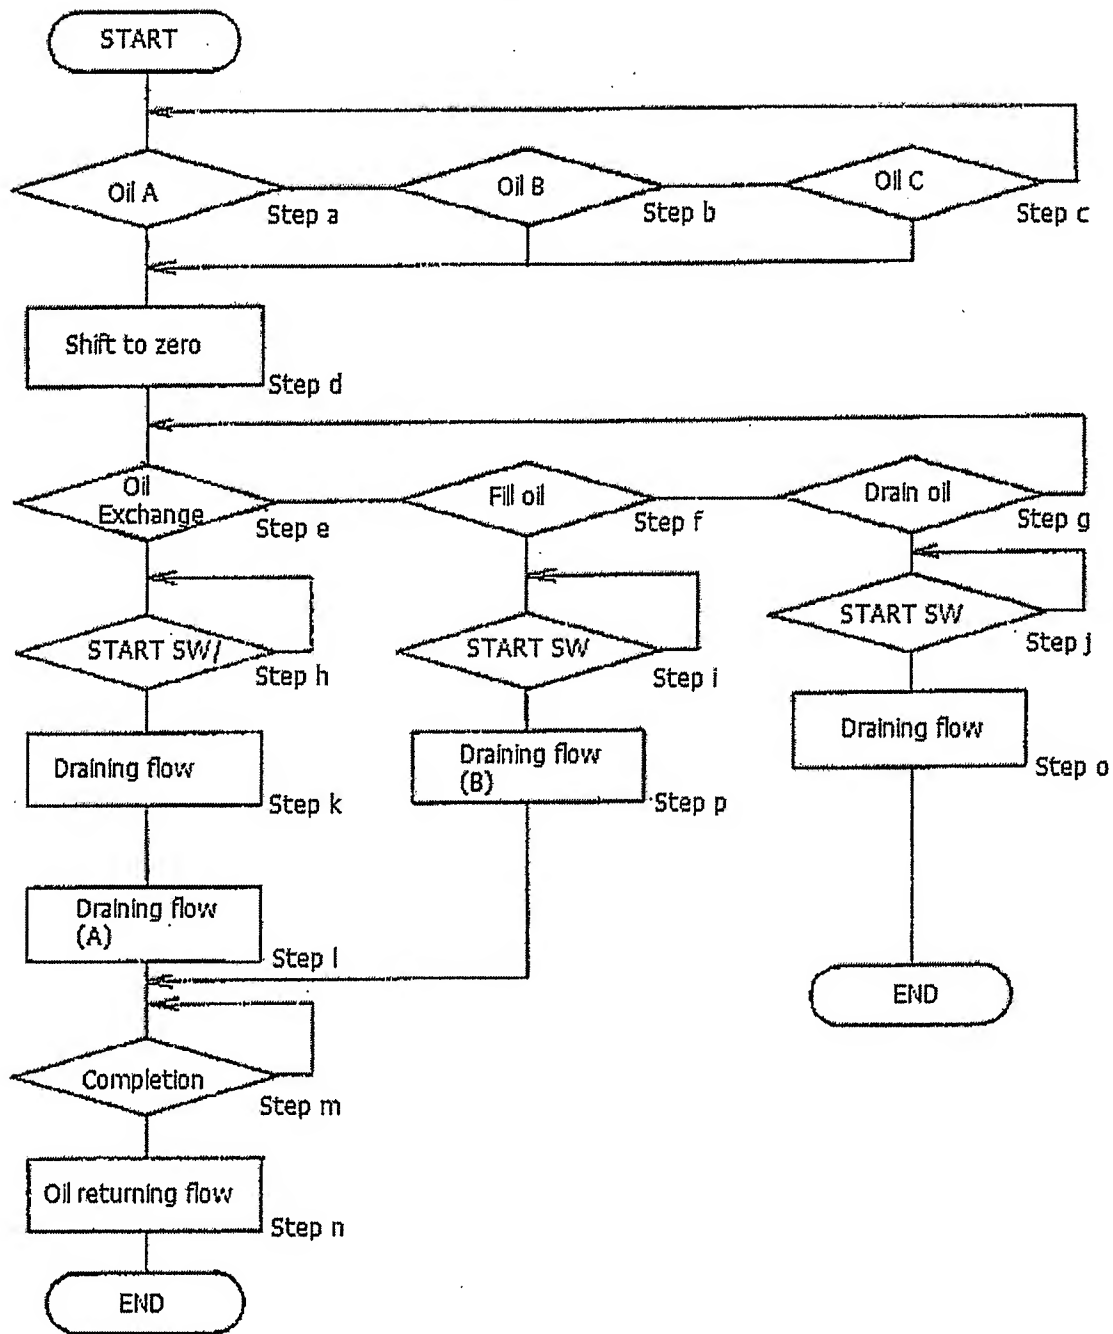 START
Oil A
Step a
Oil B
Step b
Oil C
Step c
Shift to zero
Step d
Oil
Exchange
Step e
Fill oil
Step f
Drain oil
Step g
START SW/
Step h
START SW
Step i
START SW
Step j
Draining flow
Step k
Draining flow
(B)
Step p
Draining flow
Step o
Draining flow
(A)
Step l
END
Completion
Step m
Oil returning flow
Step n
END